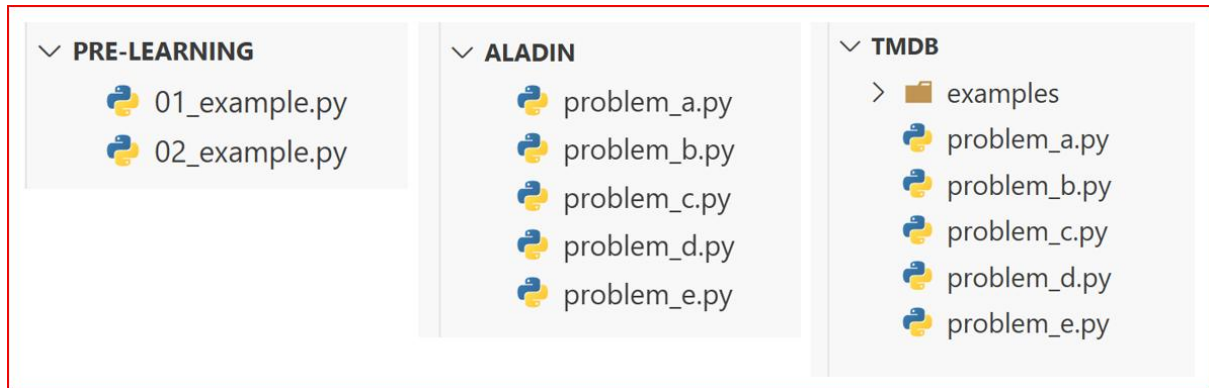 PRE-LEARNING
01_example.py
02_example.py
ALADIN
problem_a.py
problem_b.py
problem_c.py
problem_d.py
problem_e.py
TMDB
examples
problem_a.py
problem_b.py
problem_c.py
problem_d.py
problem_e.py